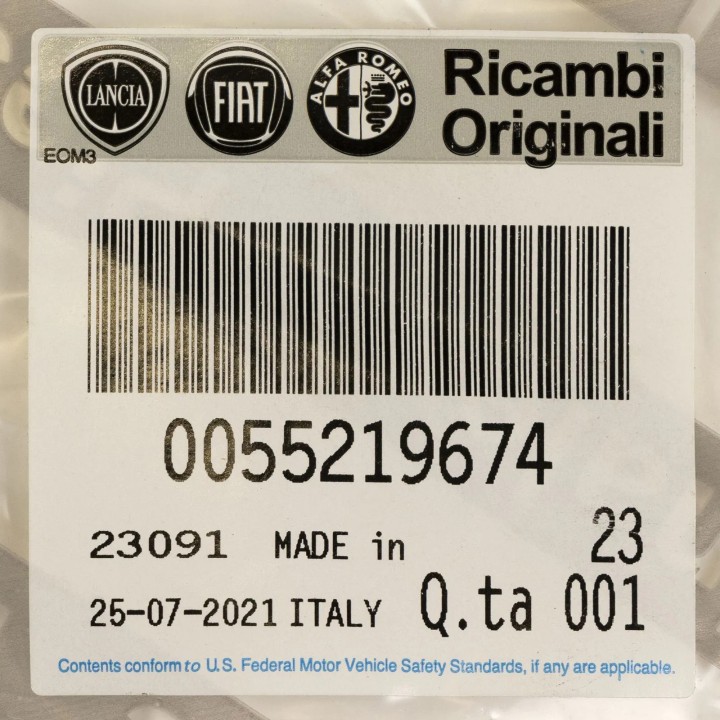 LANCIA FIAT ALFA ROMEO Ricambi
Originali
EOM3
0055219674
23091 MADE in 23
25-07-2021 ITALY Q.ta 001
Contents conform to U.S. Federal Motor Vehicle Safety Standards, if any are applicable.